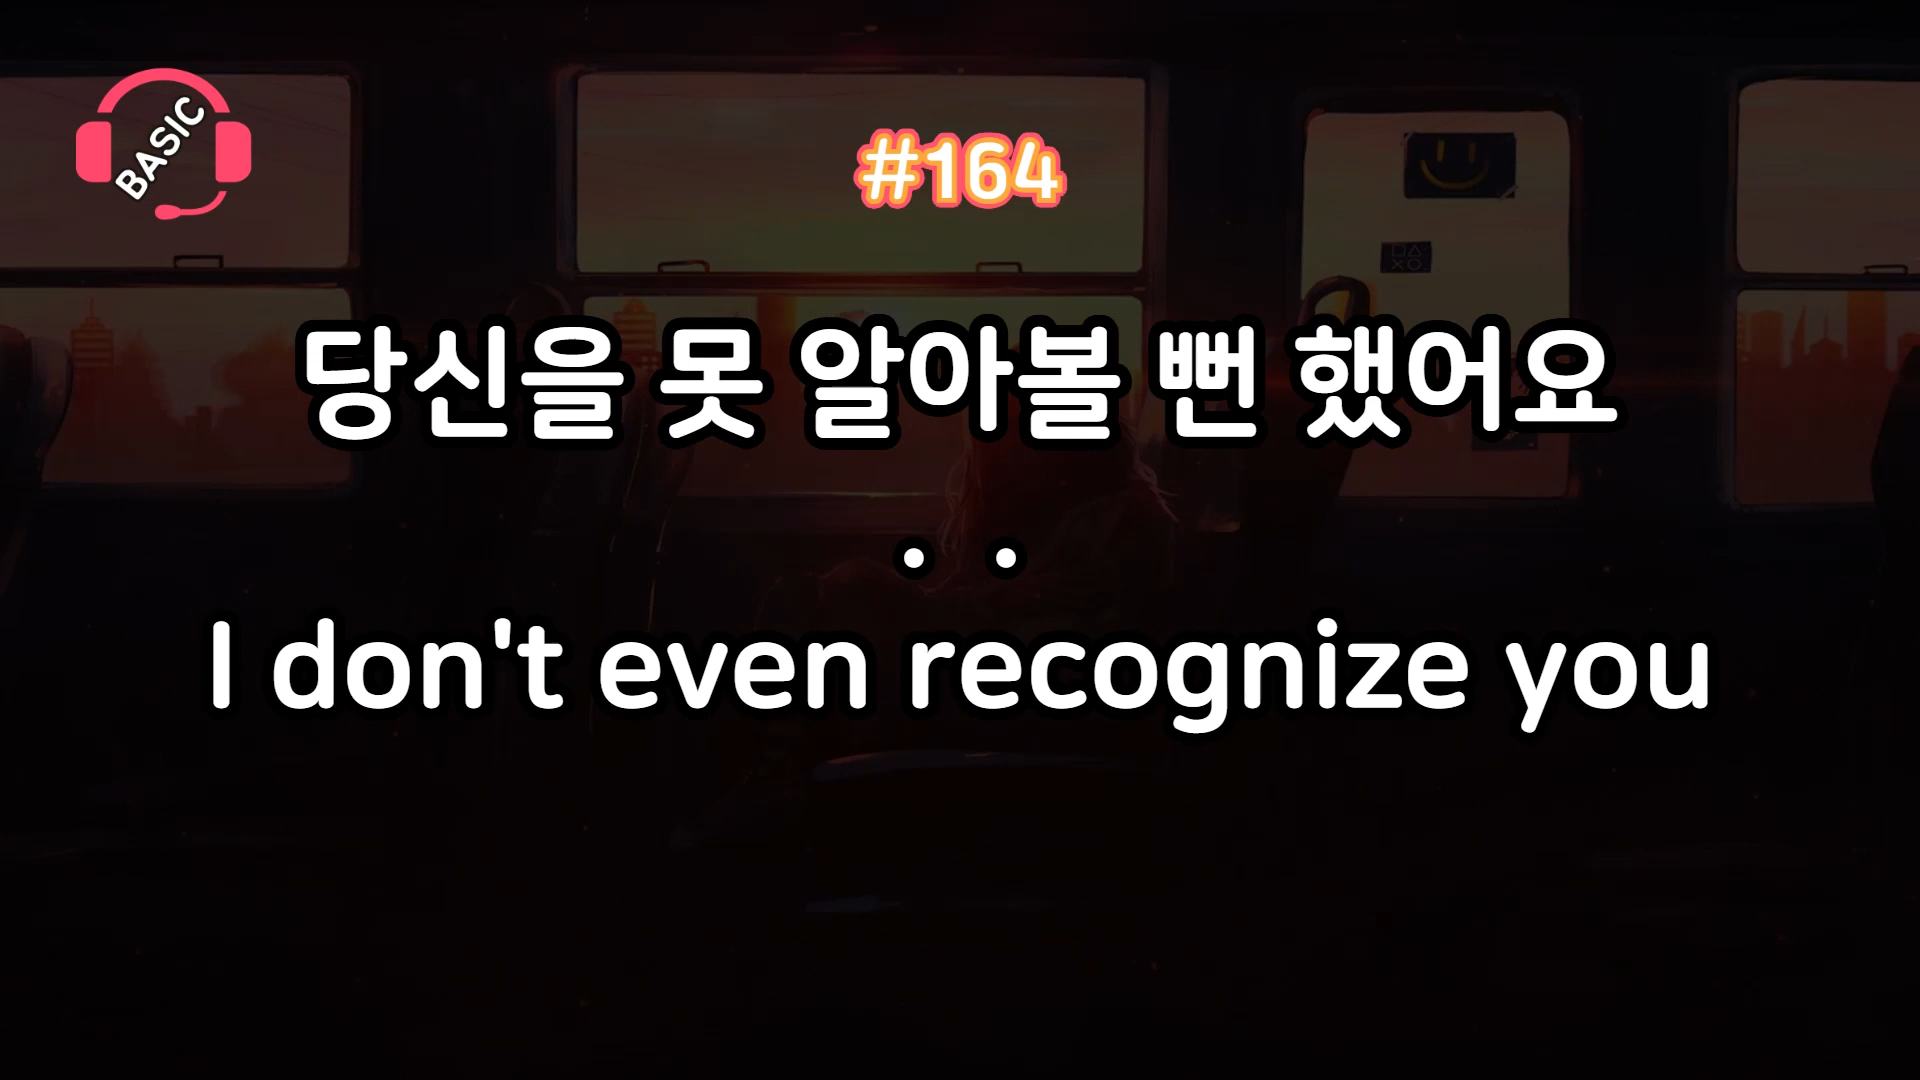 BASIC
#164
당신을 못 알아볼 뻔 했어요
. .
I don't even recognize you